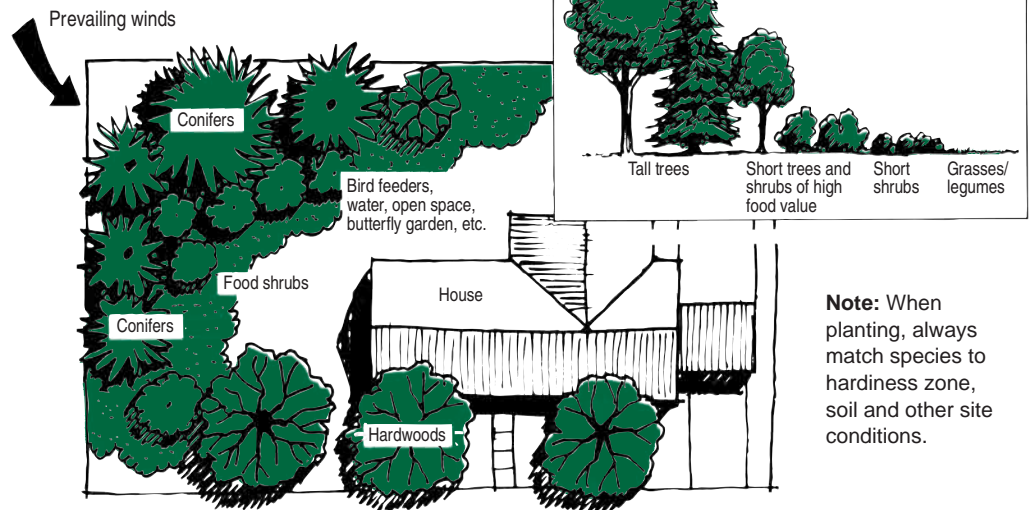 Prevailing winds
Conifers
Bird feeders,
water, open space,
butterfly garden, etc.
Food shrubs
Conifers
House
Hardwoods
Tall trees
Short trees and
shrubs of high
food value
Short
shrubs
Grasses/
legumes
Note: When
planting, always
match species to
hardiness zone,
soil and other site
conditions.